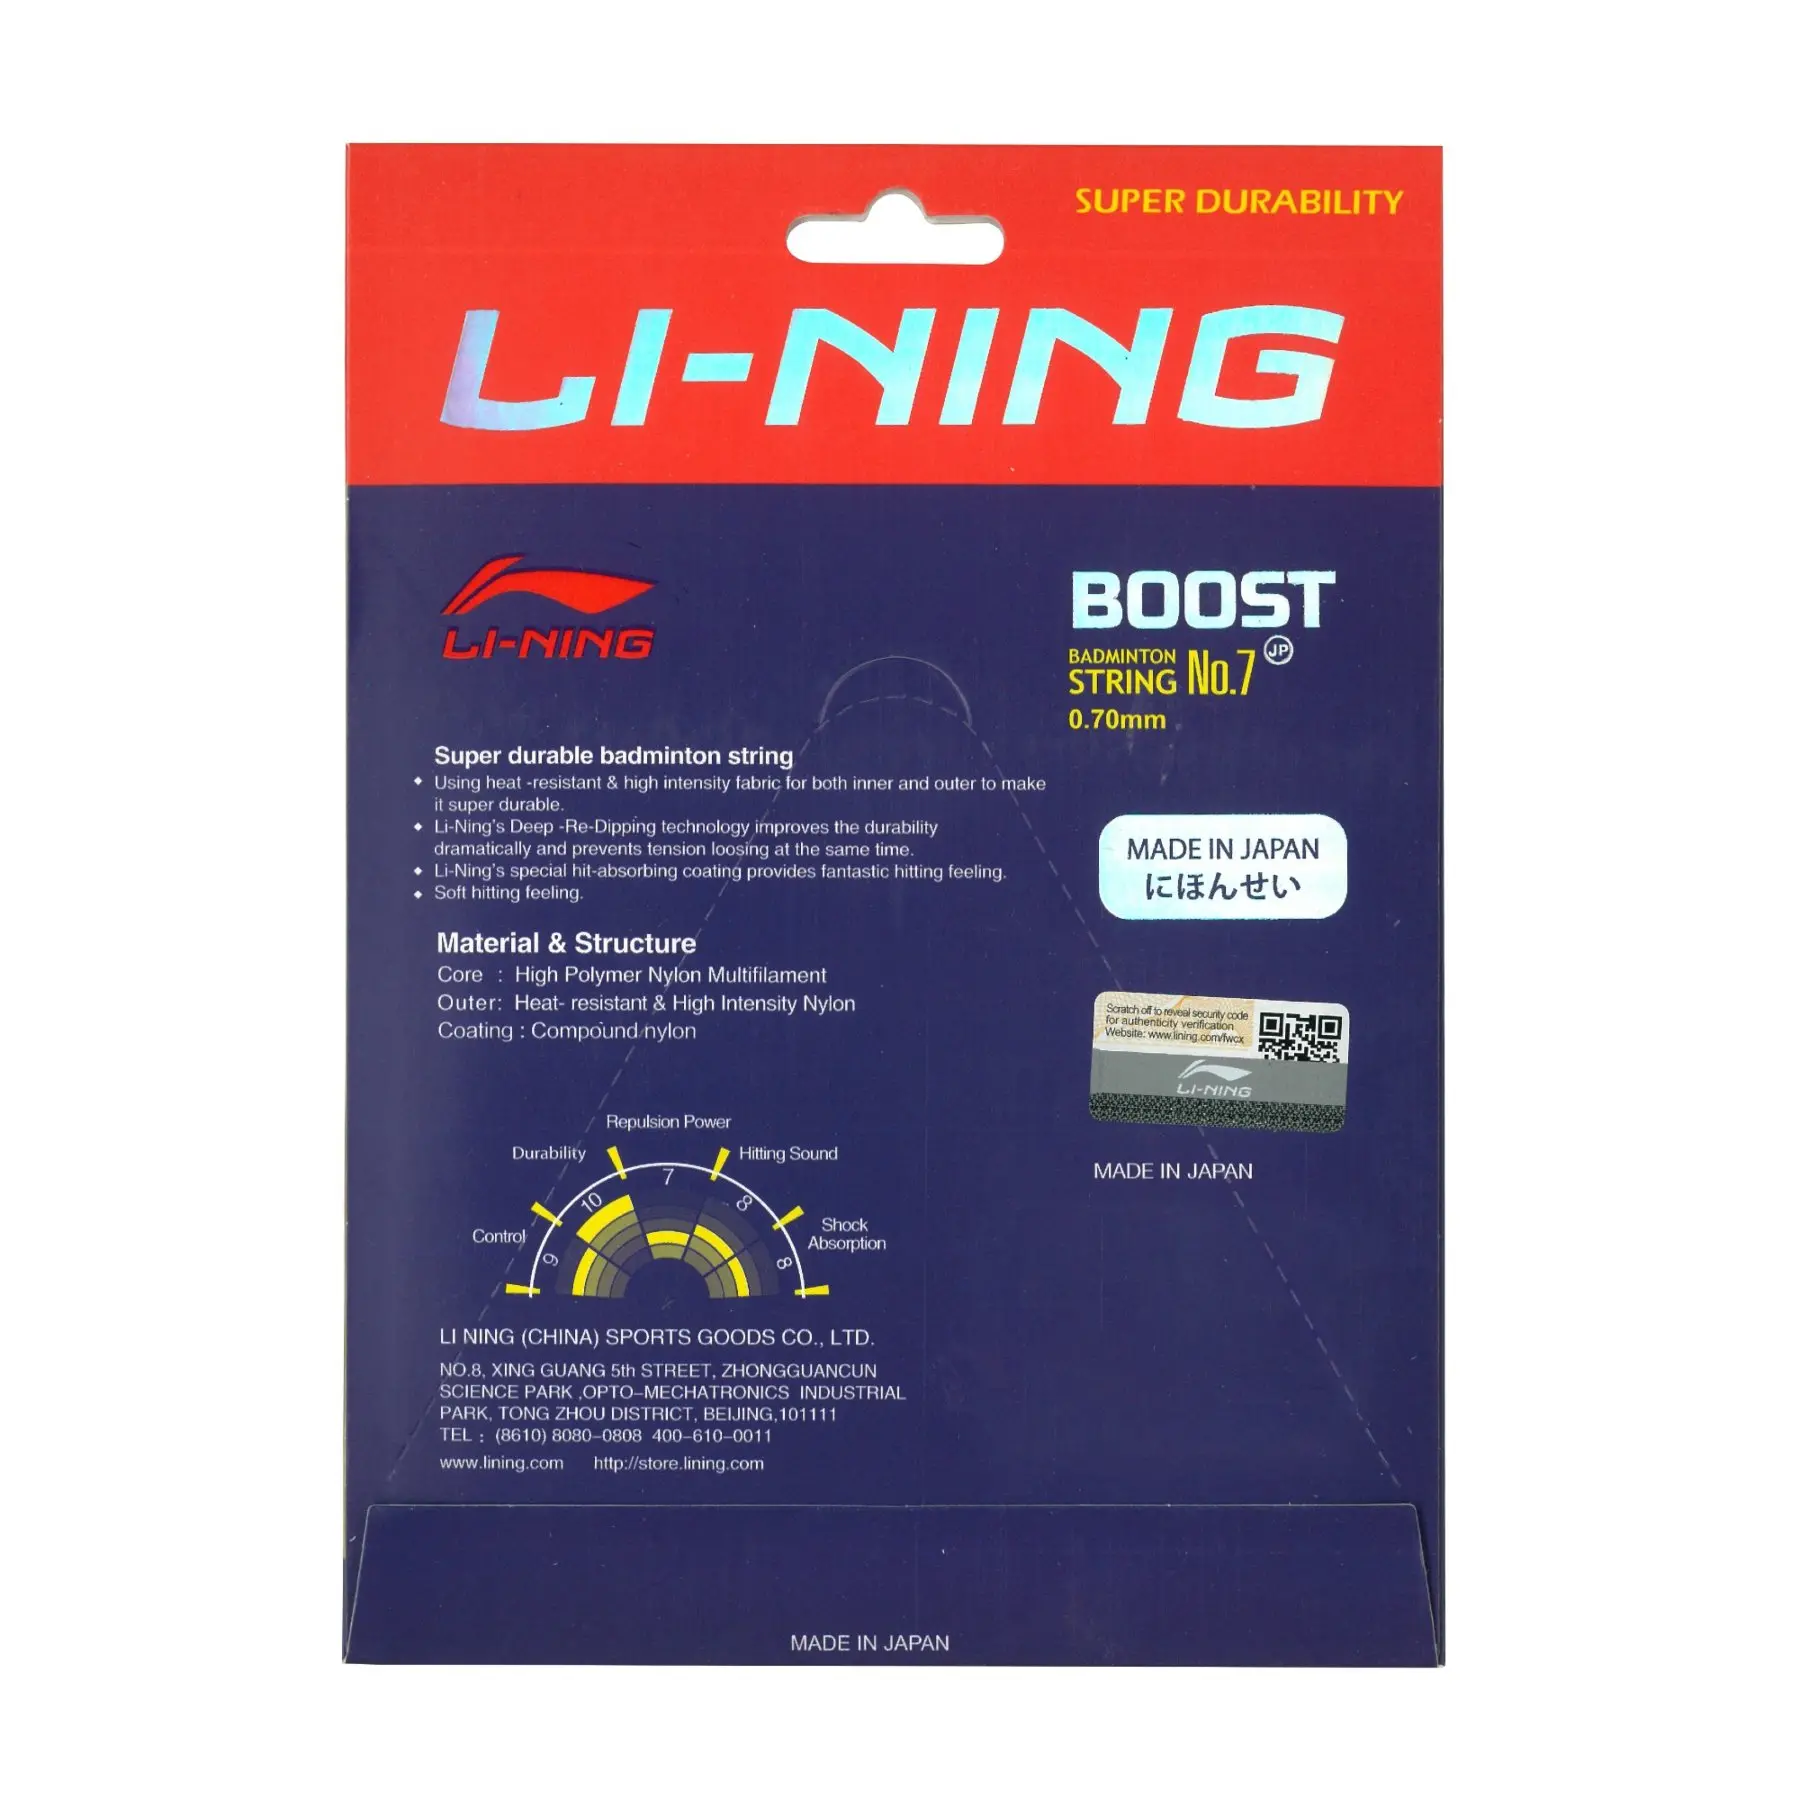 SUPER DURABILITY
LI-NING
LI-NING
BOOST
BADMINTON
STRING No.7 JP
0.70mm
Super durable badminton string
Using heat -resistant & high intensity fabric for both inner and outer to make
it super durable.
Li-Ning's Deep -Re-Dipping technology improves the durability
dramatically and prevents tension loosing at the same time.
Li-Ning's special hit-absorbing coating provides fantastic hitting feeling.
Soft hitting feeling.
MADE IN JAPAN
にほんせい
Material & Structure
Core : High Polymer Nylon Multifilament
Outer: Heat- resistant & High Intensity Nylon
Coating : Compound nylon
Scratch off to reveal security code
for authenticity verification
Website: www.lining.com/fwcx
LI-NING
MADE IN JAPAN
Repulsion Power
Durability
Hitting Sound
Control
Shock
Absorption
9
10
7
8
8
LI NING (CHINA) SPORTS GOODS CO., LTD.
NO.8, XING GUANG 5th STREET, ZHONGGUANCUN
SCIENCE PARK ,OPTO-MECHATRONICS INDUSTRIAL
PARK, TONG ZHOU DISTRICT, BEIJING,101111
TEL : (8610) 8080-0808 400-610-0011
www.lining.com http://store.lining.com
MADE IN JAPAN